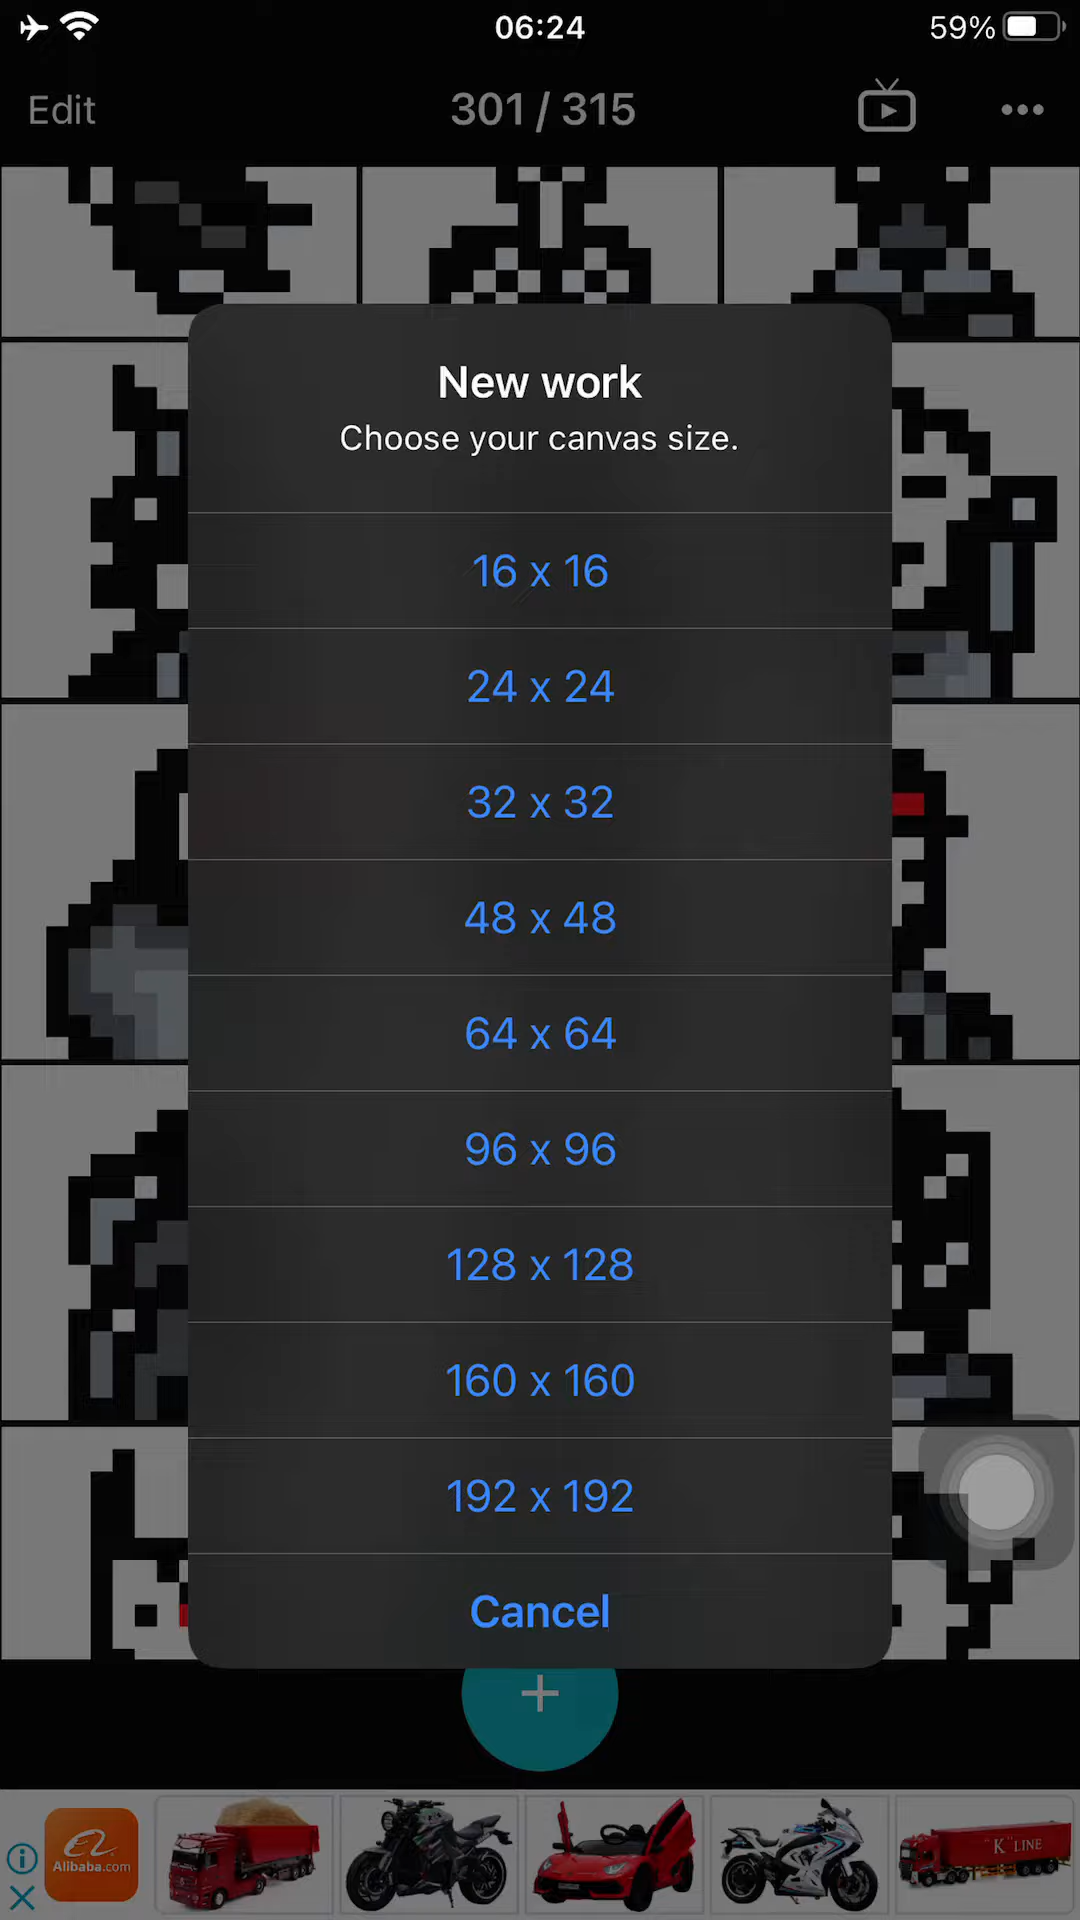 06:24
59%
Edit
301 / 315
New work
Choose your canvas size.
16 x 16
24 x 24
32 x 32
48 x 48
64 x 64
96 x 96
128 x 128
160 x 160
192 x 192
Cancel
Alibaba.com
"K" LINE